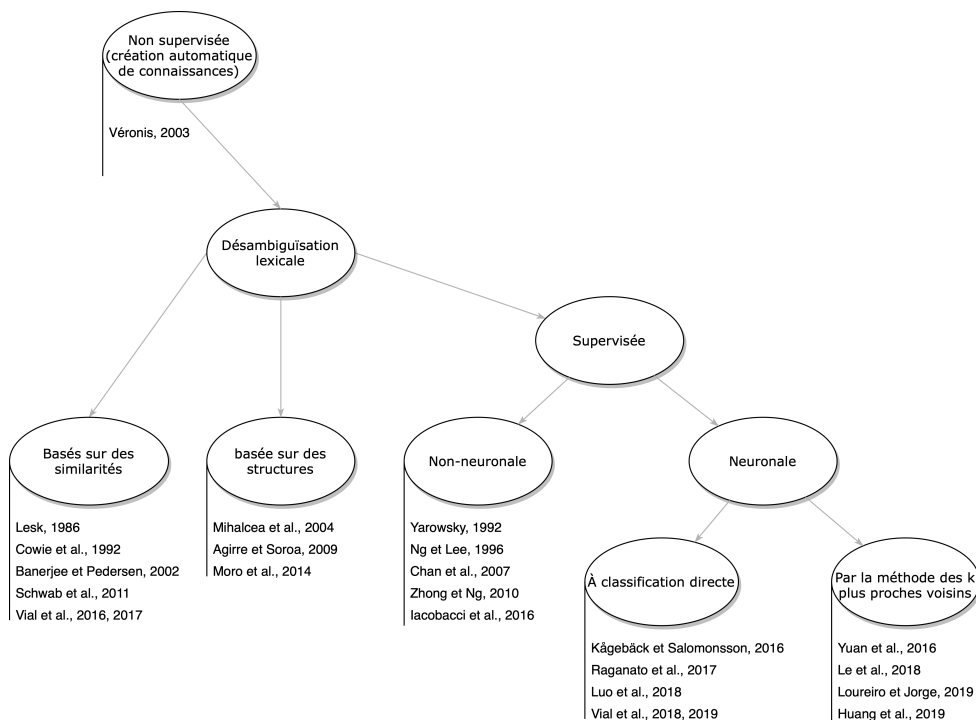 Non supervisée
(création automatique
de connaissances)
Véronis, 2003
Désambiguïsation
lexicale
Supervisée
Basés sur des
similarités
basée sur des
structures
Non-neuronale
Neuronale
Lesk, 1986
Cowie et al., 1992
Banerjee et Pedersen, 2002
Schwab et al., 2011
Vial et al., 2016, 2017
Mihalcea et al., 2004
Agirre et Soroa, 2009
Moro et al., 2014
Yarowsky, 1992
Ng et Lee, 1996
Chan et al., 2007
Zhong et Ng, 2010
Iacobacci et al., 2016
À classification directe
Par la méthode des k
plus proches voisins
Kågebäck et Salomonsson, 2016
Raganato et al., 2017
Luo et al., 2018
Vial et al., 2018, 2019
Yuan et al., 2016
Le et al., 2018
Loureiro et Jorge, 2019
Huang et al., 2019